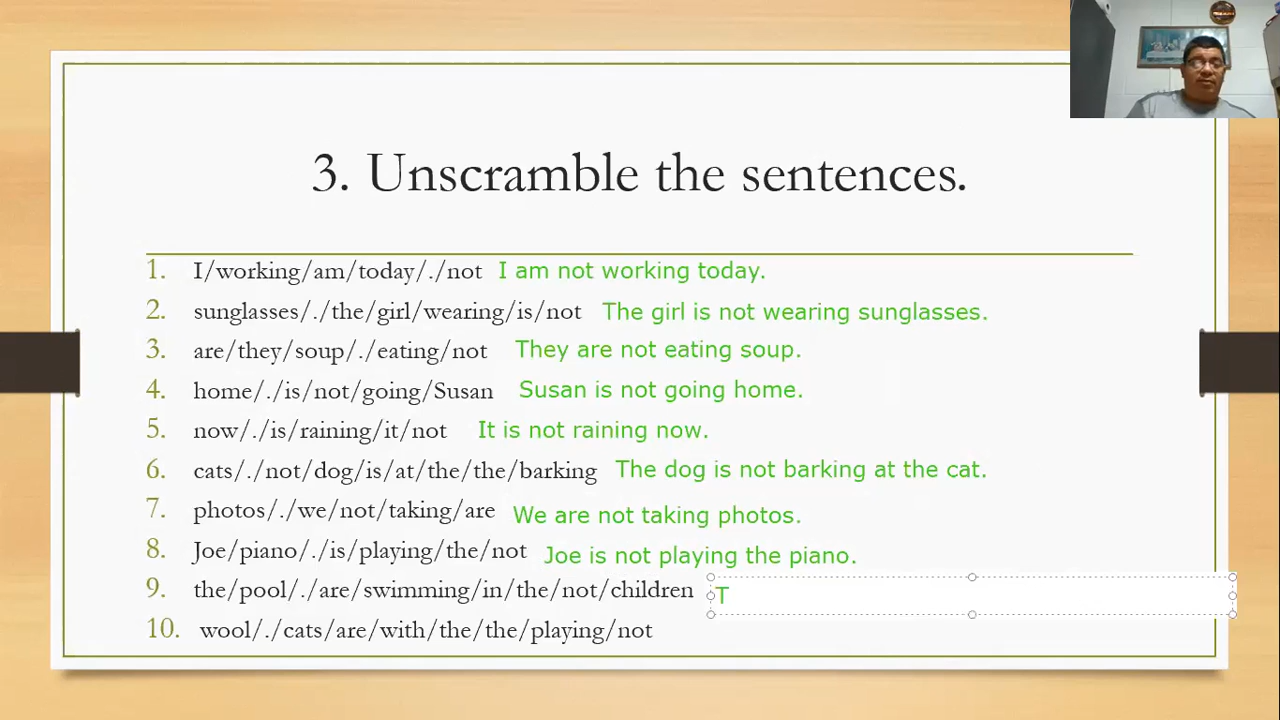 3. Unscramble the sentences.
1. I/working/am/today/./not I am not working today.
2. sunglasses/./the/girl/wearing/is/not The girl is not wearing sunglasses.
3. are/they/soup/./eating/not They are not eating soup.
4. home/./is/not/going/Susan Susan is not going home.
5. now/./is/raining/it/not It is not raining now.
6. cats/./not/dog/is/at/the/the/barking The dog is not barking at the cat.
7. photos/./we/not/taking/are We are not taking photos.
8. Joe/piano/./is/playing/the/not Joe is not playing the piano.
9. the/pool/./are/swimming/in/the/not/children T
10. wool/./cats/are/with/the/the/playing/not